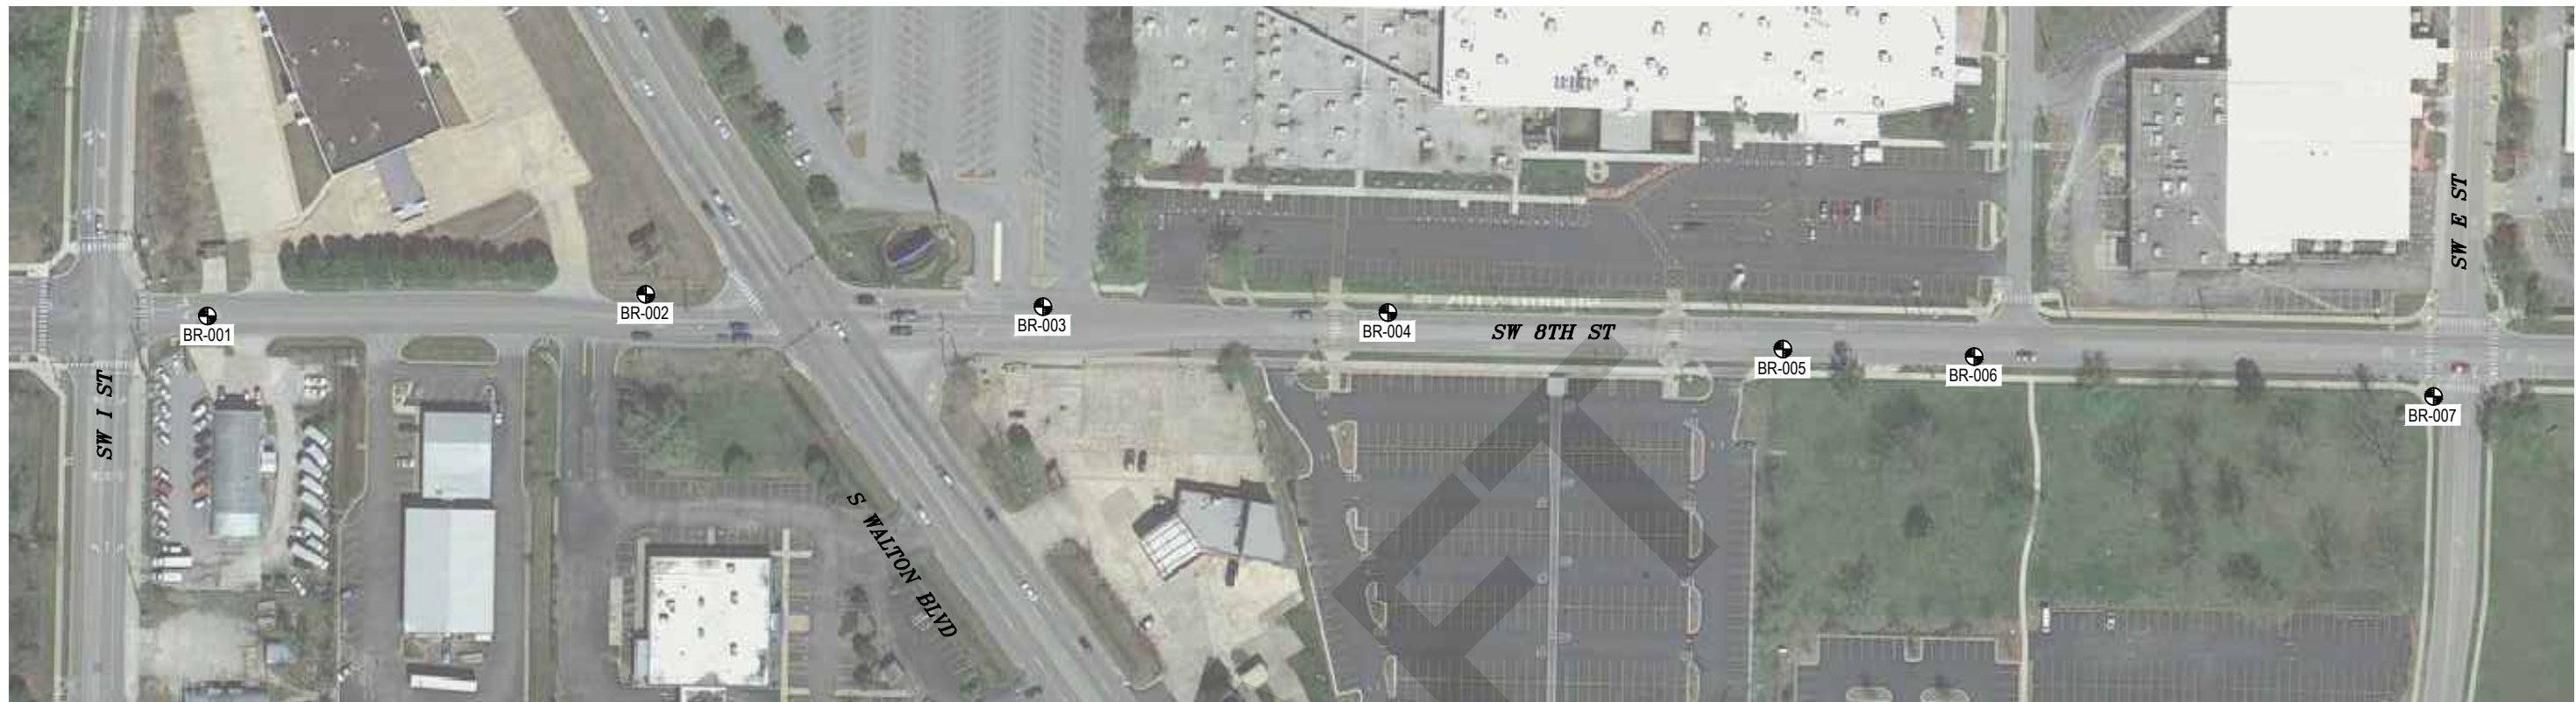 SW E ST
BR-002
BR-001
BR-003
BR-004
SW 8TH ST
BR-005
BR-006
BR-007
SW I ST
S WALTON BLVD